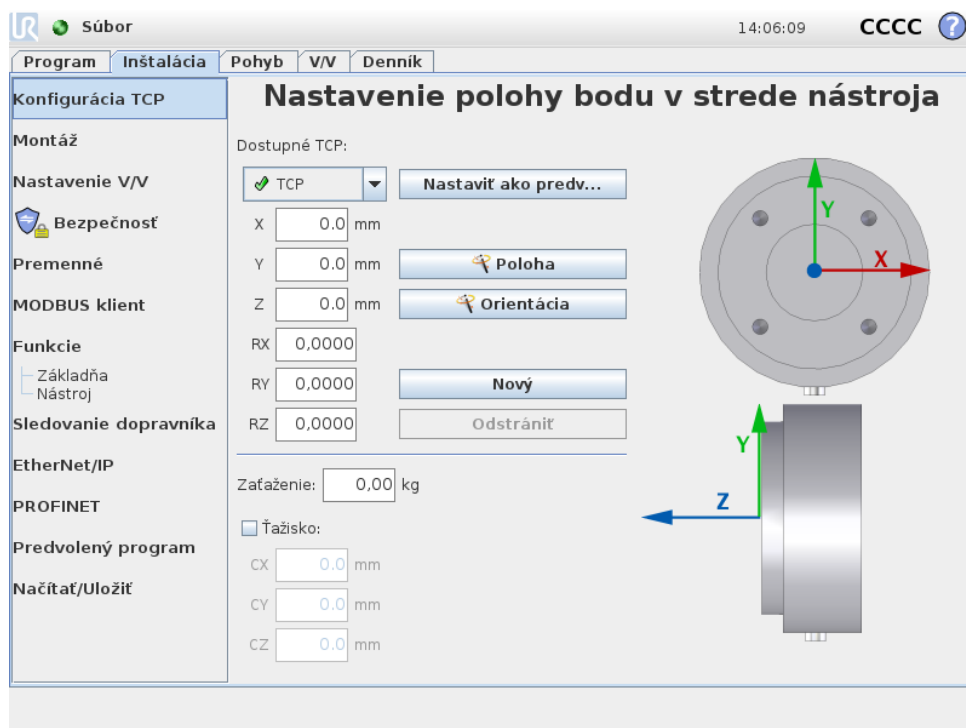 UR Súbor 14:06:09 CCCC ?
Program Inštalácia Pohyb V/V Denník
Konfigurácia TCP
Montáž
Nastavenie V/V
Bezpečnosť
Premenné
MODBUS klient
Funkcie
Základňa
Nástroj
Sledovanie dopravníka
EtherNet/IP
PROFINET
Predvolený program
Načítať/Uložiť
Nastavenie polohy bodu v strede nástroja
Dostupné TCP:
TCP Nastaviť ako predv...
X 0.0 mm
Y 0.0 mm Poloha
Z 0.0 mm Orientácia
RX 0,0000
RY 0,0000 Nový
RZ 0,0000 Odstrániť
Zaťaženie: 0,00 kg
Ťažisko:
CX 0.0 mm
CY 0.0 mm
CZ 0.0 mm
Y
X
Y
Z